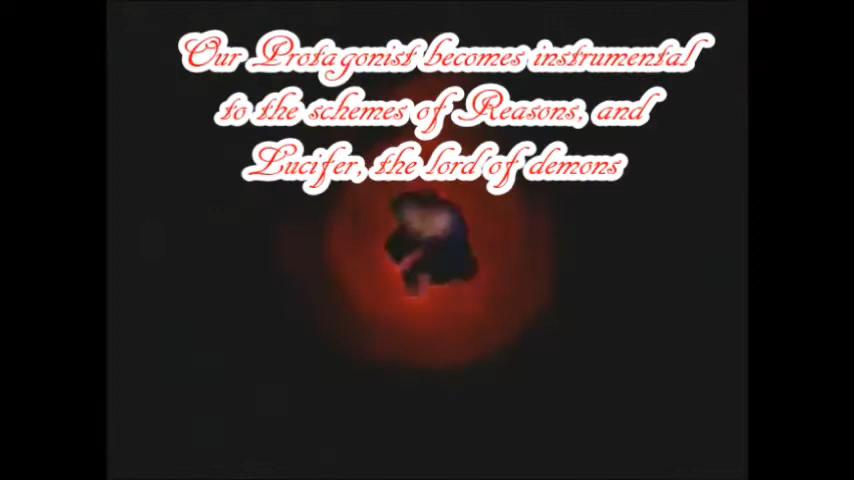 Our Protagonist becomes instrumental
to the schemes of Reasons, and
Lucifer, the lord of demons